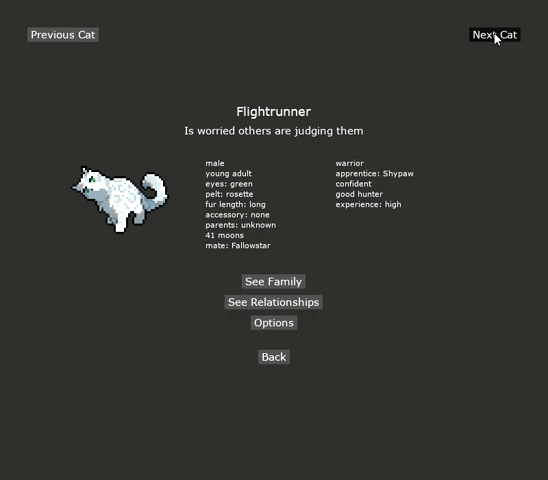 Previous Cat
Next Cat
Flightrunner
Is worried others are judging them
male
young adult
eyes: green
pelt: rosette
fur length: long
accessory: none
parents: unknown
41 moons
mate: Fallowstar
warrior
apprentice: Shypaw
confident
good hunter
experience: high
See Family
See Relationships
Options
Back